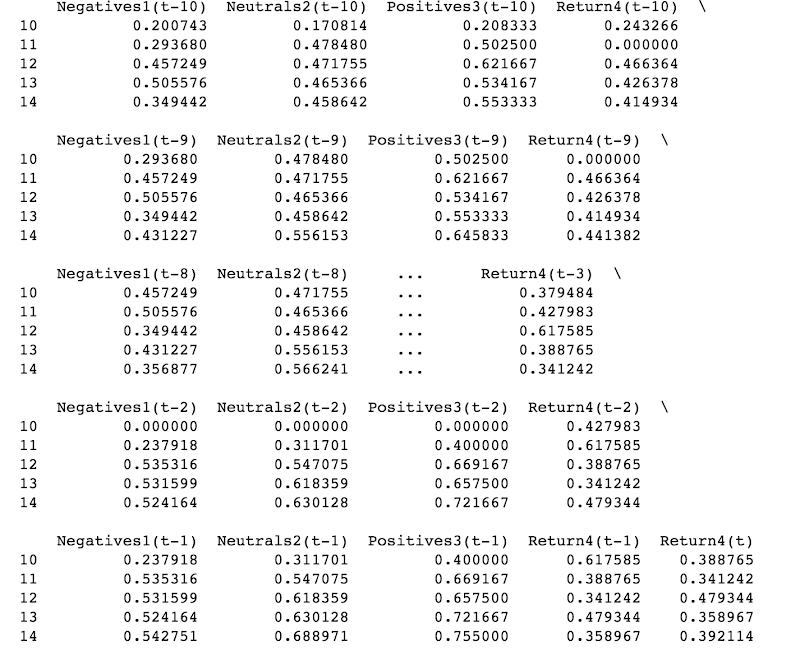 Negatives1(t-10) Neutrals2(t-10) Positives3(t-10) Return4(t-10) \
10 0.200743 0.170814 0.208333 0.243266
11 0.293680 0.478480 0.502500 0.000000
12 0.457249 0.471755 0.621667 0.466364
13 0.505576 0.465366 0.534167 0.426378
14 0.349442 0.458642 0.553333 0.414934
Negatives1(t-9) Neutrals2(t-9) Positives3(t-9) Return4(t-9) \
10 0.293680 0.478480 0.502500 0.000000
11 0.457249 0.471755 0.621667 0.466364
12 0.505576 0.465366 0.534167 0.426378
13 0.349442 0.458642 0.553333 0.414934
14 0.431227 0.556153 0.645833 0.441382
Negatives1(t-8) Neutrals2(t-8) ... Return4(t-3) \
10 0.457249 0.471755 ... 0.379484
11 0.505576 0.465366 ... 0.427983
12 0.349442 0.458642 ... 0.617585
13 0.431227 0.556153 ... 0.388765
14 0.356877 0.566241 ... 0.341242
Negatives1(t-2) Neutrals2(t-2) Positives3(t-2) Return4(t-2) \
10 0.000000 0.000000 0.000000 0.427983
11 0.237918 0.311701 0.400000 0.617585
12 0.535316 0.547075 0.669167 0.388765
13 0.531599 0.618359 0.657500 0.341242
14 0.524164 0.630128 0.721667 0.479344
Negatives1(t-1) Neutrals2(t-1) Positives3(t-1) Return4(t-1) Return4(t)
10 0.237918 0.311701 0.400000 0.617585 0.388765
11 0.535316 0.547075 0.669167 0.388765 0.341242
12 0.531599 0.618359 0.657500 0.341242 0.479344
13 0.524164 0.630128 0.721667 0.479344 0.358967
14 0.542751 0.688971 0.755000 0.358967 0.392114